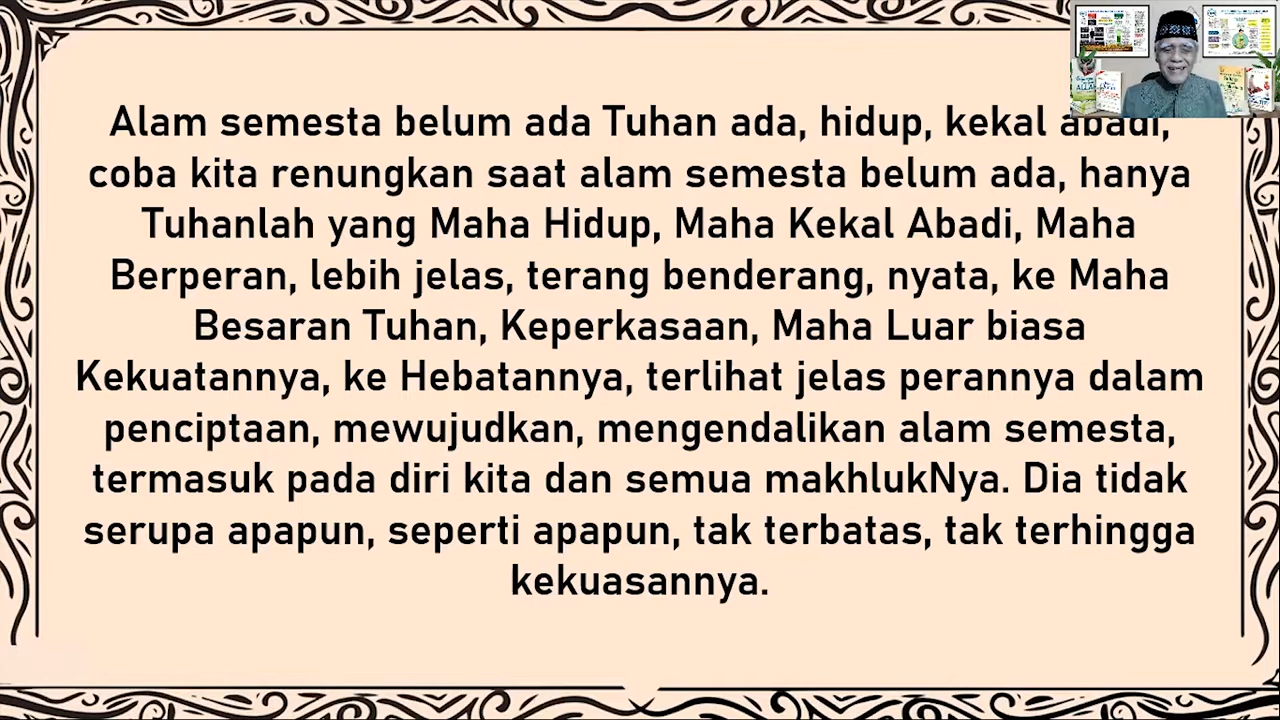 Alam semesta belum ada Tuhan ada, hidup, kekal abadi,
coba kita renungkan saat alam semesta belum ada, hanya
Tuhanlah yang Maha Hidup, Maha Kekal Abadi, Maha
Berperan, lebih jelas, terang benderang, nyata, ke Maha
Besaran Tuhan, Keperkasaan, Maha Luar biasa
Kekuatannya, ke Hebatannya, terlihat jelas perannya dalam
penciptaan, mewujudkan, mengendalikan alam semesta,
termasuk pada diri kita dan semua makhlukNya. Dia tidak
serupa apapun, seperti apapun, tak terbatas, tak terhingga
kekuasannya.